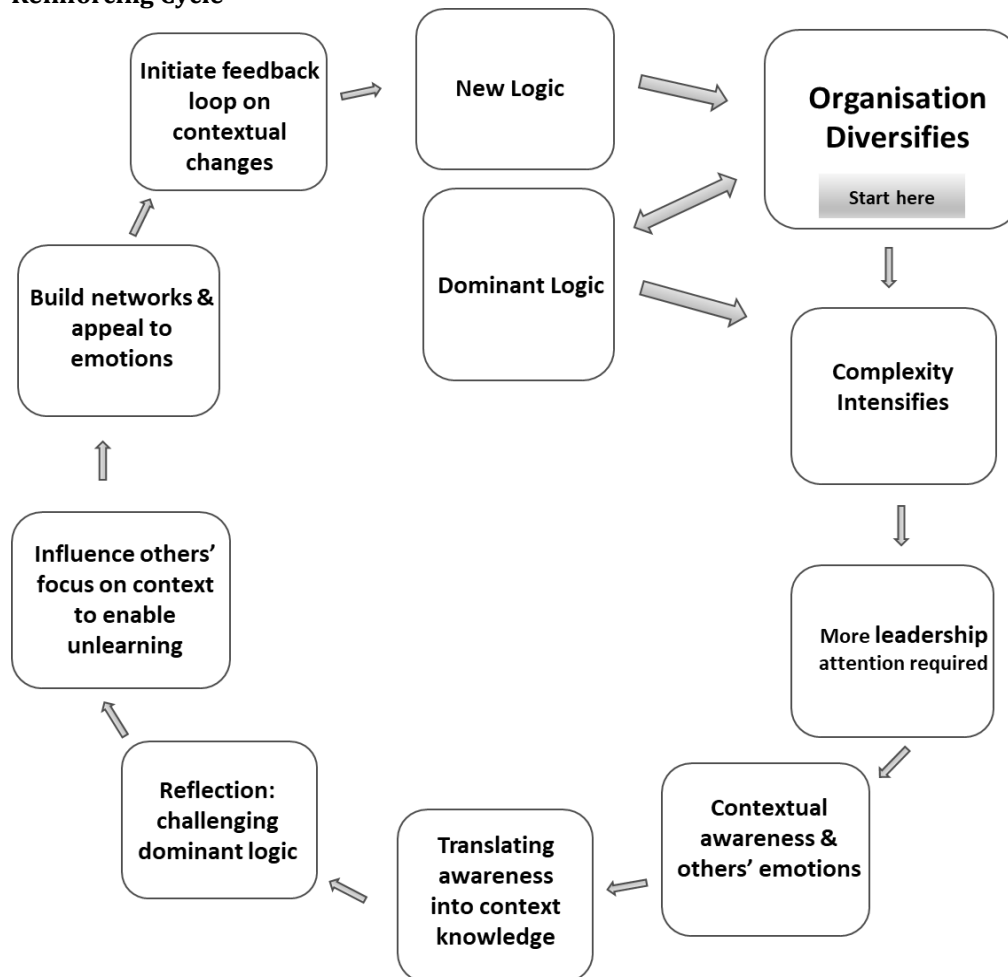 Reinforcing Cycle
Initiate feedback
loop on
contextual
changes
New Logic
Organisation
Diversifies
Start here
Dominant Logic
Build networks &
appeal to
emotions
Complexity
Intensifies
Influence others’
focus on context
to enable
unlearning
More leadership
attention required
Reflection:
challenging
dominant logic
Translating
awareness
into context
knowledge
Contextual
awareness &
others’ emotions